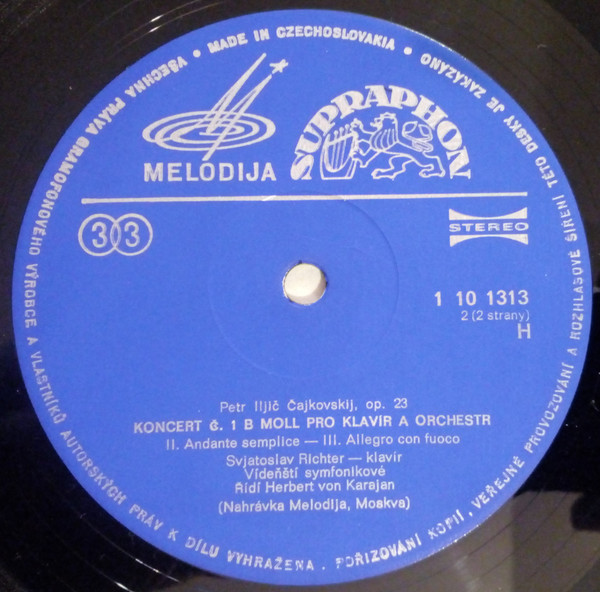 VŠECHNA PRÁVA GRAMOFONOVÉHO VÝROBCE A VLASTNÍKŮ AUTORSKÝCH PRÁV K DÍLU VYHRAŽENA . POŘIZOVÁNÍ KOPIÍ, VEŘEJNÉ PROVOZOVÁNÍ A ROZHLASOVÉ ŠÍŘENÍ TÉTO DESKY JE ZAKÁZÁNO • MADE IN CZECHOSLOVAKIA •
MELODIJA
SUPRAPHON
33
STEREO
1 10 1313
2 (2 strany)
H
Petr Iljič Čajkovskij, op. 23
KONCERT Č. 1 B MOLL PRO KLAVÍR A ORCHESTR
II. Andante semplice — III. Allegro con fuoco
Svjatoslav Richter — klavír
Vídeňští symfonikové
Řídí Herbert von Karajan
(Nahrávka Melodija, Moskva)